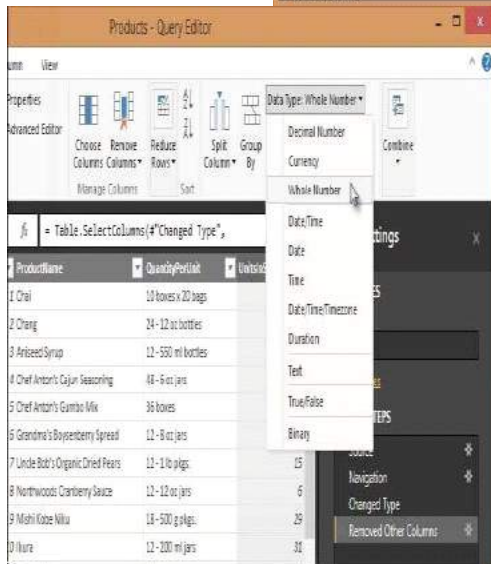 Products - Query Editor
umn View
Properties
Advanced Editor
Choose Columns
Remove Columns
Manage Columns
Reduce Rows
Sort
Split Column
Group By
Data Type: Whole Number
Combine
Decimal Number
Currency
Whole Number
Date/Time
Date
Time
Date/Time/Timezone
Duration
Text
True/False
Binary
= Table.SelectColumns(#"Changed Type",
ttings
ES
TEPS
Navigation
Changed Type
Removed Other Columns
ProductName QuantityPerUnit UnitsInS
1 Chai 10 boxes x 20 bags
2 Chang 24 - 12 oz bottles
3 Aniseed Syrup 12 - 550 ml bottles
4 Chef Anton's Cajun Seasoning 48 - 6 oz jars
5 Chef Anton's Gumbo Mix 36 boxes
6 Grandma's Boysenberry Spread 12 - 8 oz jars
7 Uncle Bob's Organic Dried Pears 12 - 1 lb pkgs. 15
8 Northwoods Cranberry Sauce 12 - 12 oz jars 6
9 Mishi Kobe Niku 18 - 500 g pkgs. 29
0 Ikura 12 - 200 ml jars 31